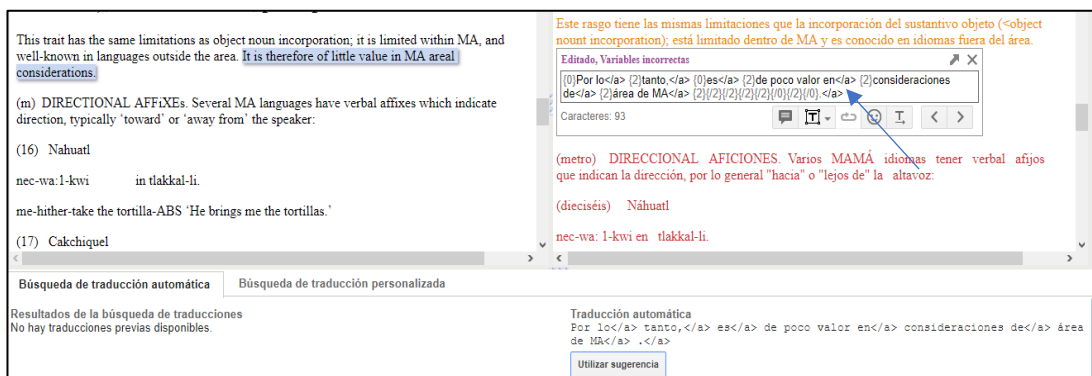 This trait has the same limitations as object noun incorporation; it is limited within MA, and
well-known in languages outside the area. It is therefore of little value in MA areal
considerations.
(m) DIRECTIONAL AFFiXEs. Several MA languages have verbal affixes which indicate
direction, typically ‘toward’ or ‘away from’ the speaker:
(16) Nahuatl
nec-wa:1-kwi in tlakkal-li.
me-hither-take the tortilla-ABS ‘He brings me the tortillas.’
(17) Cakchiquel
Este rasgo tiene las mismas limitaciones que la incorporación del sustantivo objeto (<object
nount incorporation); está limitado dentro de MA y es conocido en idiomas fuera del área.
Editado, Variables incorrectas
{0}Por lo</a> {2}tanto,</a> {0}es</a> {2}de poco valor en</a> {2}consideraciones
de</a> {2}área de MA</a> {2}{/2}{/2}{/2}{/2}{/0}{/2}{/0}.</a>
Caracteres: 93
(metro) DIRECCIONAL AFICIONES. Varios MAMÁ idiomas tener verbal afijos
que indican la dirección, por lo general "hacia" o "lejos de" la altavoz:
(dieciséis) Náhuatl
nec-wa: 1-kwi en tlakkal-li.
Búsqueda de traducción automática Búsqueda de traducción personalizada
Resultados de la búsqueda de traducciones
No hay traducciones previas disponibles.
Traducción automática
Por lo</a> tanto,</a> es</a> de poco valor en</a> consideraciones de</a> área
de MA</a> .</a>
Utilizar sugerencia